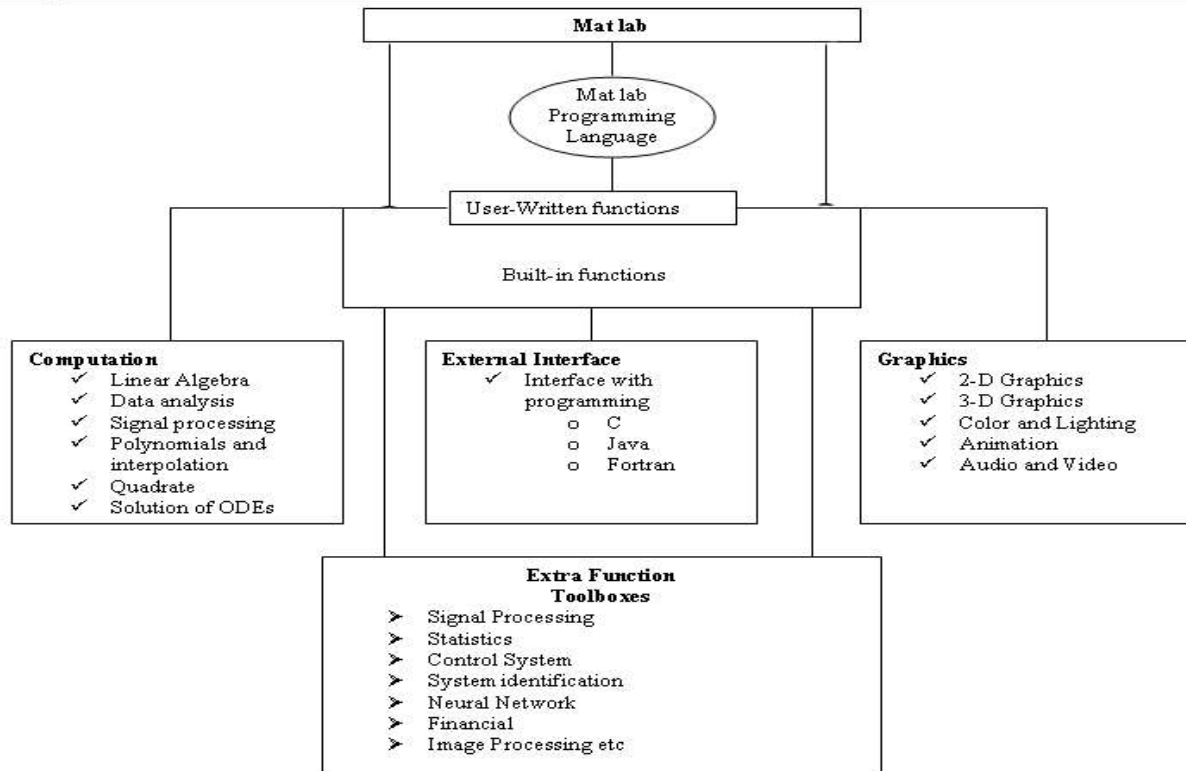 Mat lab
Mat lab
Programming
Language
User-Written functions
Built-in functions
Computation
✓ Linear Algebra
✓ Data analysis
✓ Signal processing
✓ Polynomials and
interpolation
✓ Quadrate
✓ Solution of ODEs
External Interface
✓ Interface with
programming
o C
o Java
o Fortran
Graphics
✓ 2-D Graphics
✓ 3-D Graphics
✓ Color and Lighting
✓ Animation
✓ Audio and Video
Extra Function
Toolboxes
➢ Signal Processing
➢ Statistics
➢ Control System
➢ System identification
➢ Neural Network
➢ Financial
➢ Image Processing etc